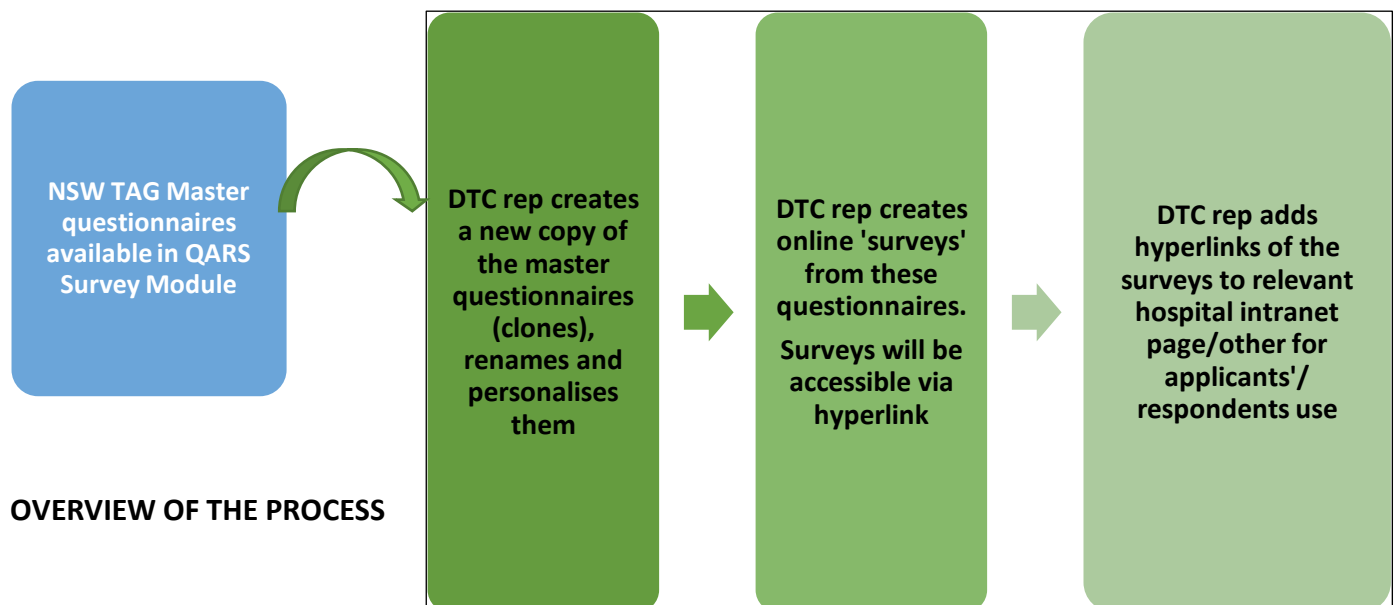 NSW TAG Master
questionnaires
available in QARS
Survey Module
DTC rep creates
a new copy of
the master
questionnaires
(clones),
renames and
personalises
them
DTC rep creates
online 'surveys'
from these
questionnaires.
Surveys will be
accessible via
hyperlink
DTC rep adds
hyperlinks of the
surveys to relevant
hospital intranet
page/other for
applicants'/
respondents use
OVERVIEW OF THE PROCESS